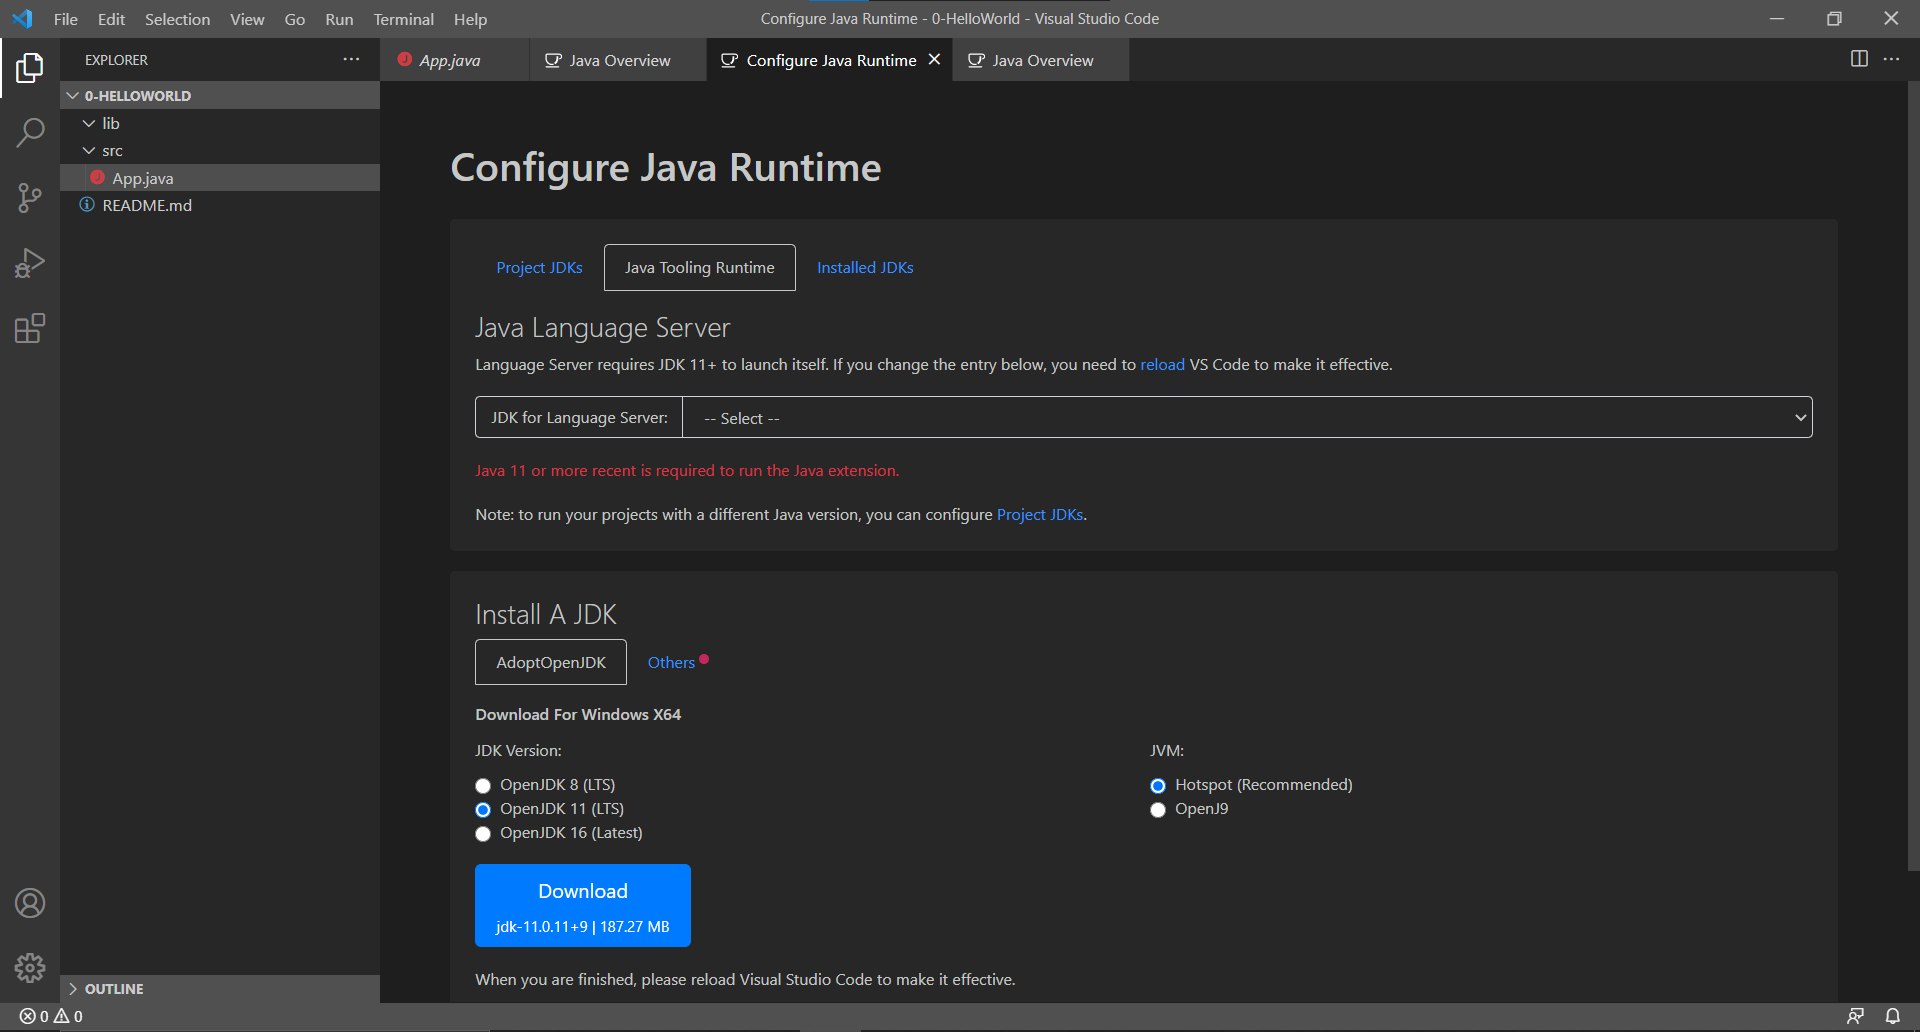 File Edit Selection View Go Run Terminal Help
Configure Java Runtime - 0-HelloWorld - Visual Studio Code
EXPLORER
App.java
Java Overview
Configure Java Runtime
Java Overview
0-HELLOWORLD
lib
src
App.java
README.md
OUTLINE
Configure Java Runtime
Project JDKs
Java Tooling Runtime
Installed JDKs
Java Language Server
Language Server requires JDK 11+ to launch itself. If you change the entry below, you need to reload VS Code to make it effective.
JDK for Language Server:
-- Select --
Java 11 or more recent is required to run the Java extension.
Note: to run your projects with a different Java version, you can configure Project JDKs.
Install A JDK
AdoptOpenJDK
Others
Download For Windows X64
JDK Version:
OpenJDK 8 (LTS)
OpenJDK 11 (LTS)
OpenJDK 16 (Latest)
JVM:
Hotspot (Recommended)
OpenJ9
Download
jdk-11.0.11+9 | 187.27 MB
When you are finished, please reload Visual Studio Code to make it effective.
0 0